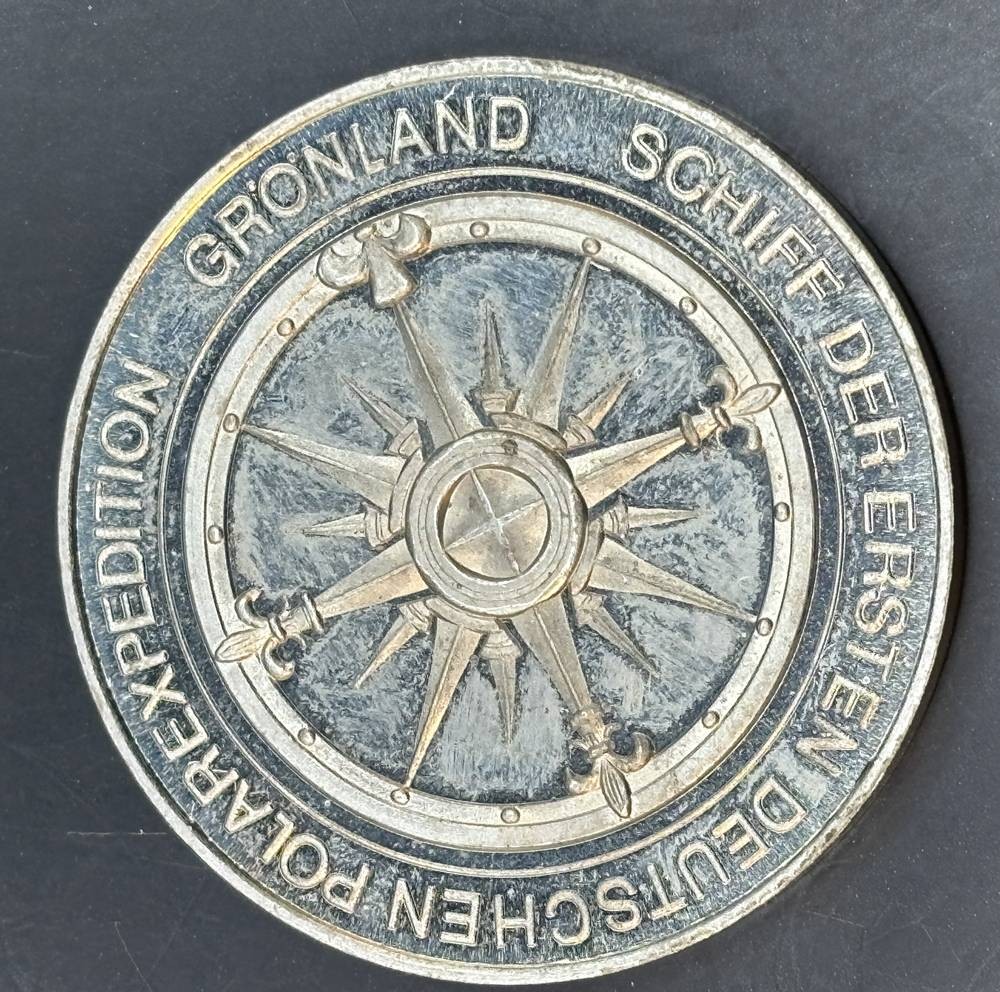 GRÖNLAND SCHIFF DER ERSTEN DEUTSCHEN POLAREXPEDITION